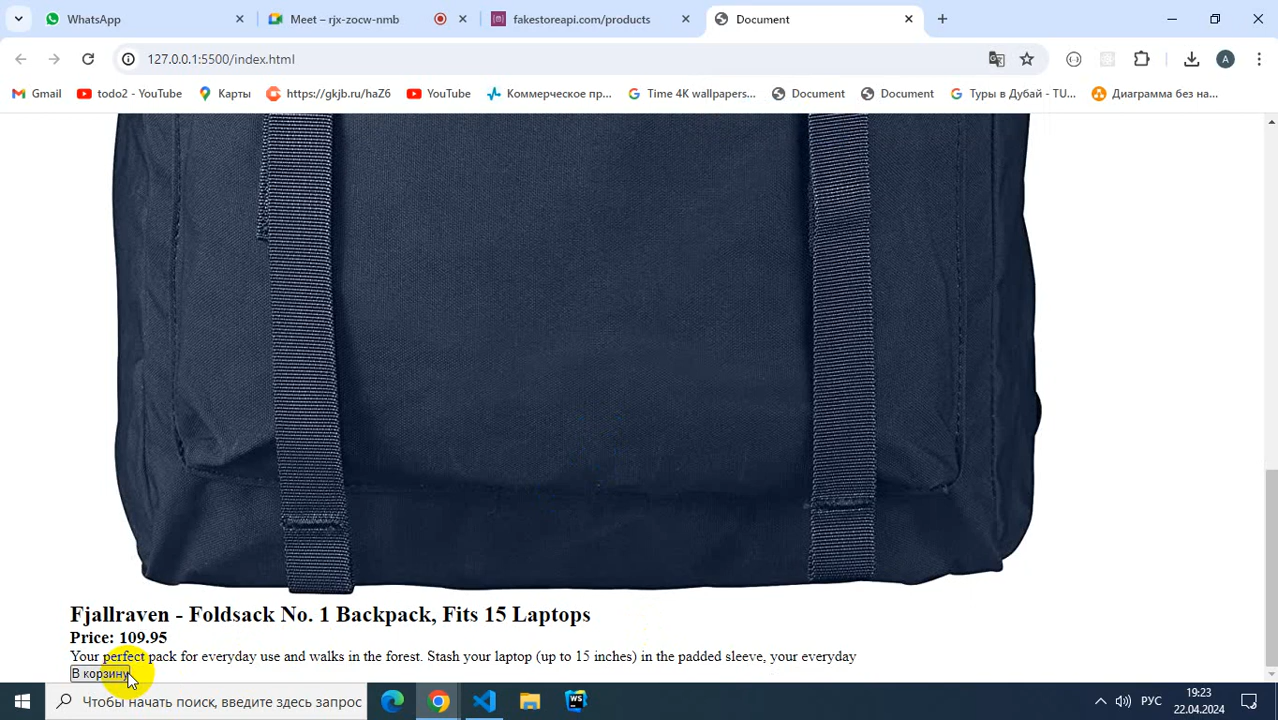 WhatsApp
Meet – rjx-zocw-nmb
fakestoreapi.com/products
Document
127.0.0.1:5500/index.html
A
Gmail
todo2 - YouTube
Карты
https://gkjb.ru/haZ6
YouTube
Коммерческое пр...
Time 4K wallpapers...
Document
Document
Туры в Дубай - TU...
Диаграмма без на...
Fjallraven - Foldsack No. 1 Backpack, Fits 15 Laptops
Price: 109.95
Your perfect pack for everyday use and walks in the forest. Stash your laptop (up to 15 inches) in the padded sleeve, your everyday
В корзину
Чтобы начать поиск, введите здесь запрос
WS
РУС
19:23
22.04.2024